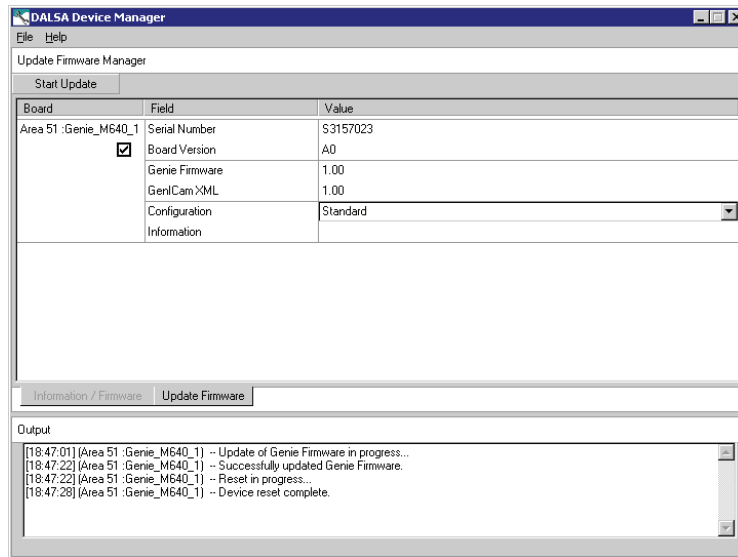 DALSA Device Manager
File Help
Update Firmware Manager
Start Update
Board Field Value
Area 51 :Genie_M640_1 Serial Number S3157023
Board Version A0
Genie Firmware 1.00
GenICam XML 1.00
Configuration Standard
Information
Information / Firmware Update Firmware
Output
[18:47:01] (Area 51 :Genie_M640_1) -- Update of Genie Firmware in progress...
[18:47:22] (Area 51 :Genie_M640_1) -- Successfully updated Genie Firmware.
[18:47:22] (Area 51 :Genie_M640_1) -- Reset in progress...
[18:47:28] (Area 51 :Genie_M640_1) -- Device reset complete.